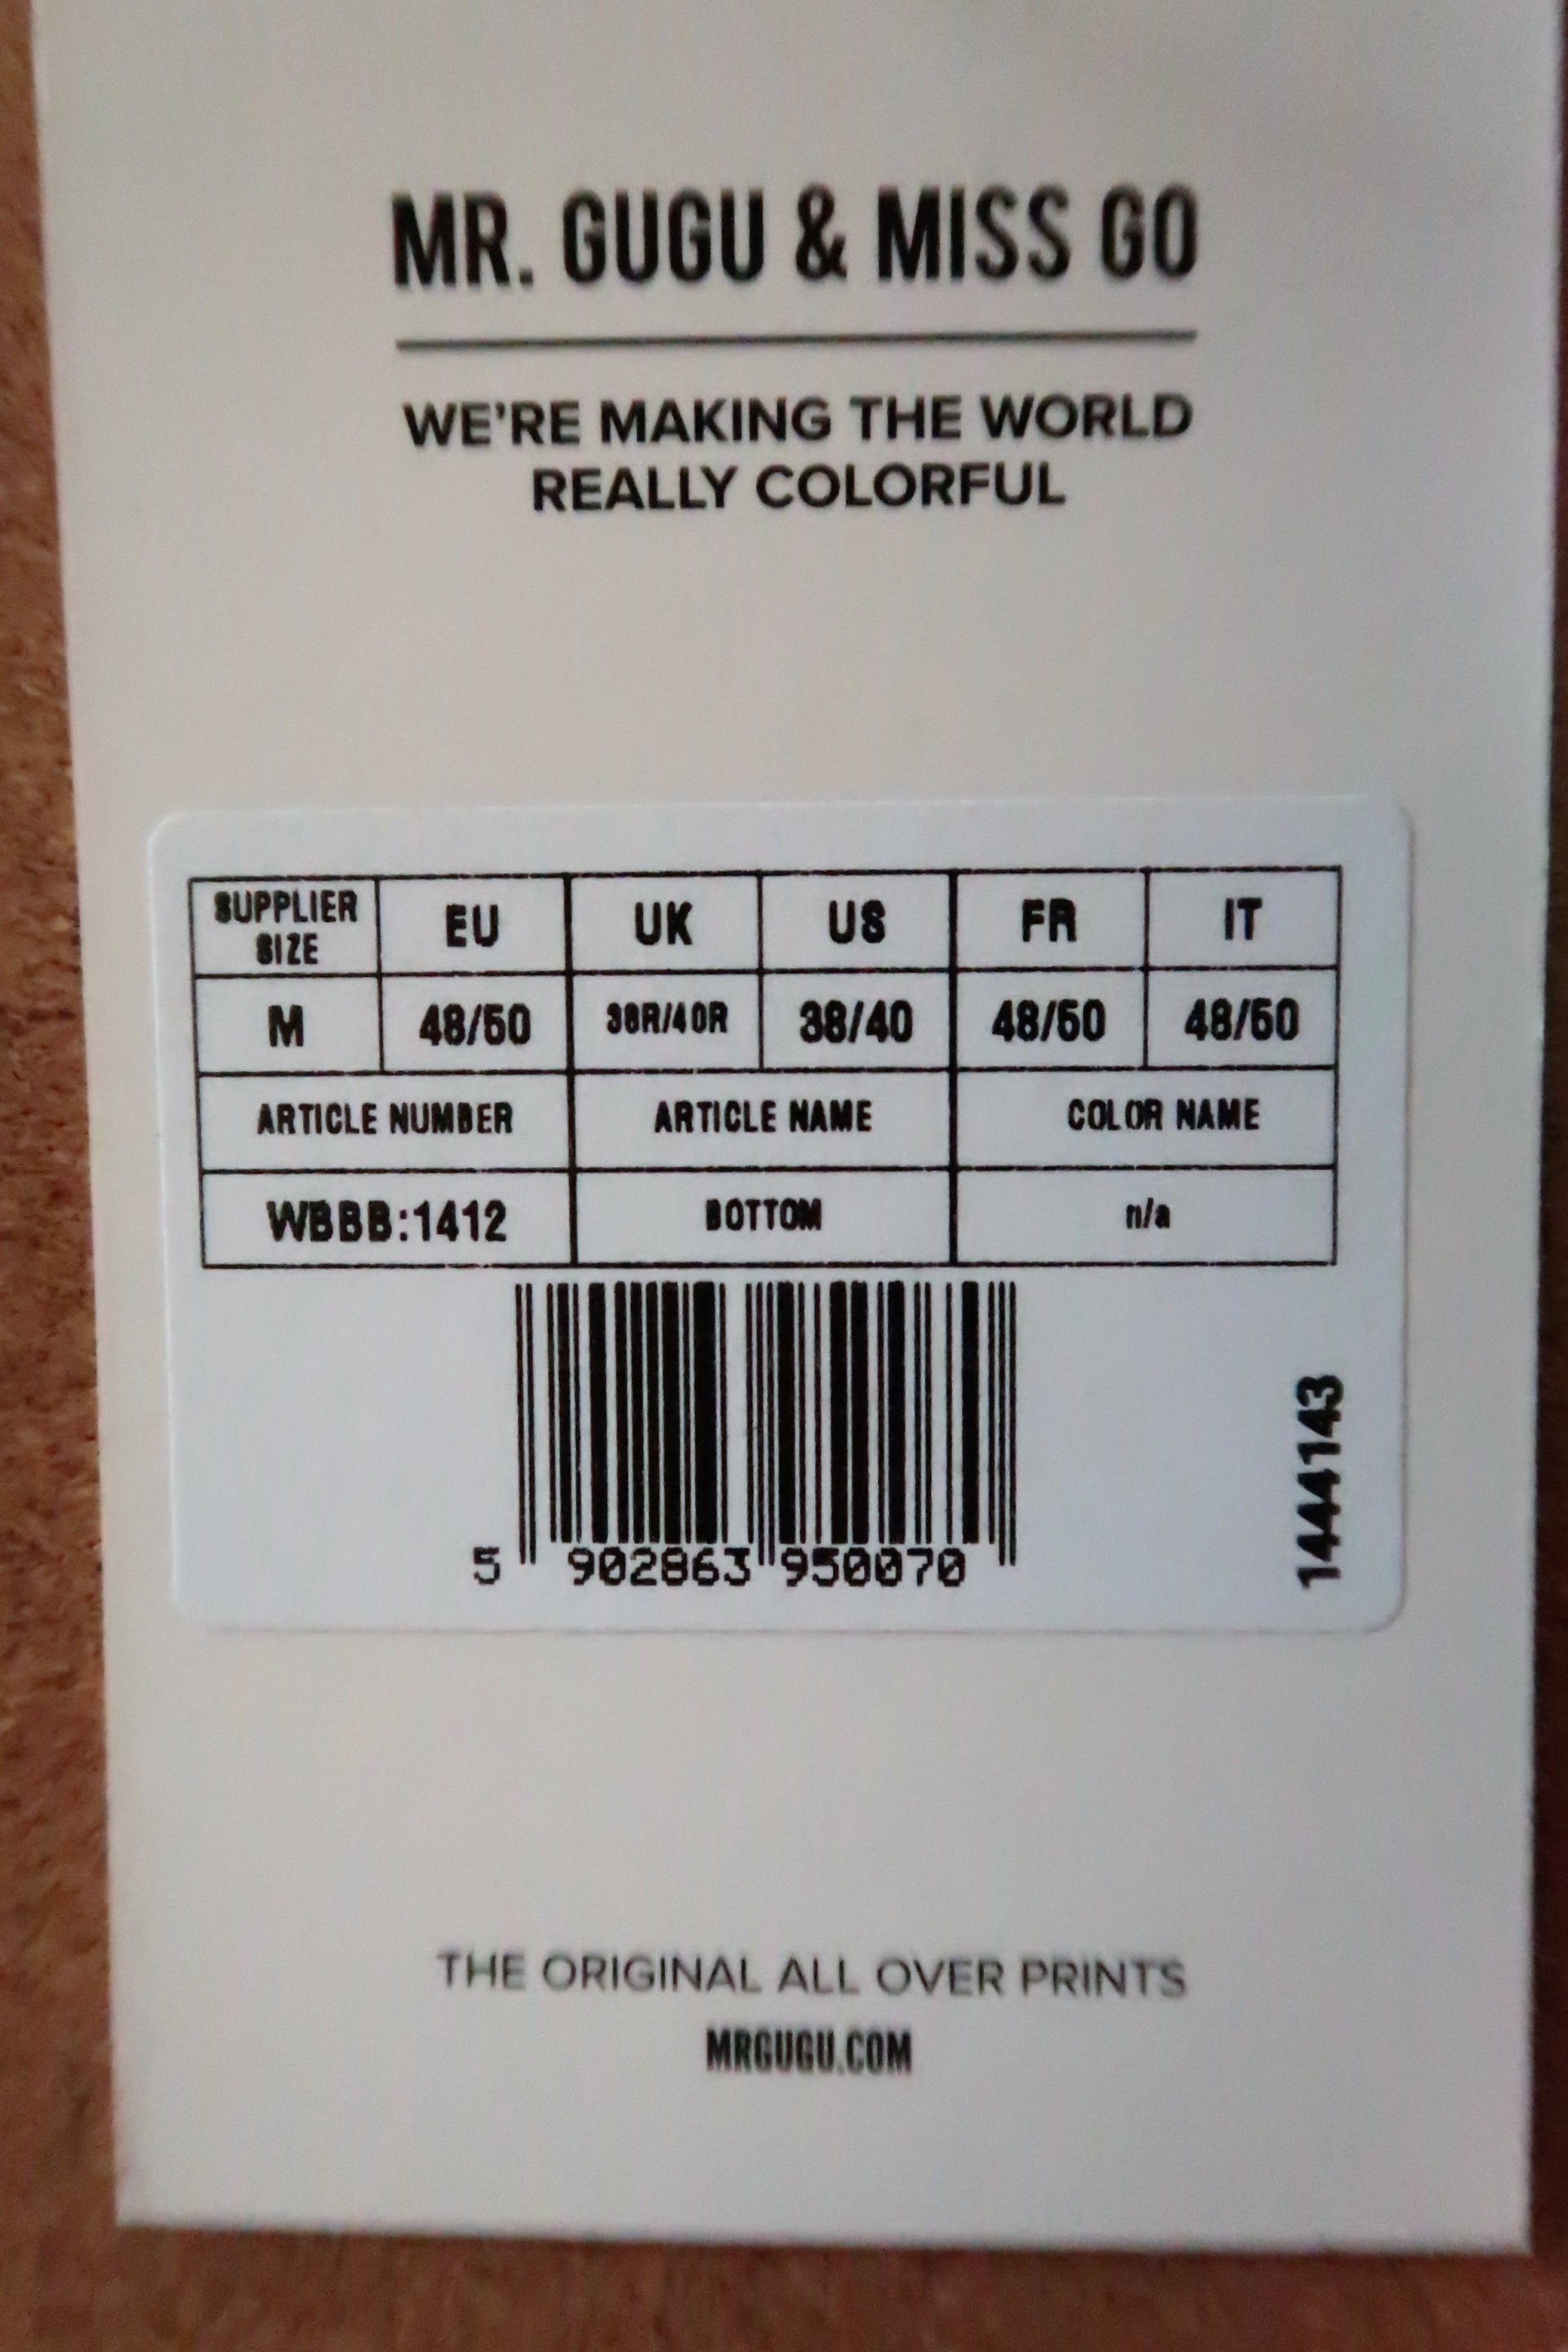 MR. GUGU & MISS GO
WE'RE MAKING THE WORLD
REALLY COLORFUL
SUPPLIER SIZE EU UK US FR IT
M 48/50 38R/40R 38/40 48/50 48/50
ARTICLE NUMBER ARTICLE NAME COLOR NAME
WBBB:1412 BOTTOM n/a
5 902863 950070
1444143
THE ORIGINAL ALL OVER PRINTS
MRGUGU.COM